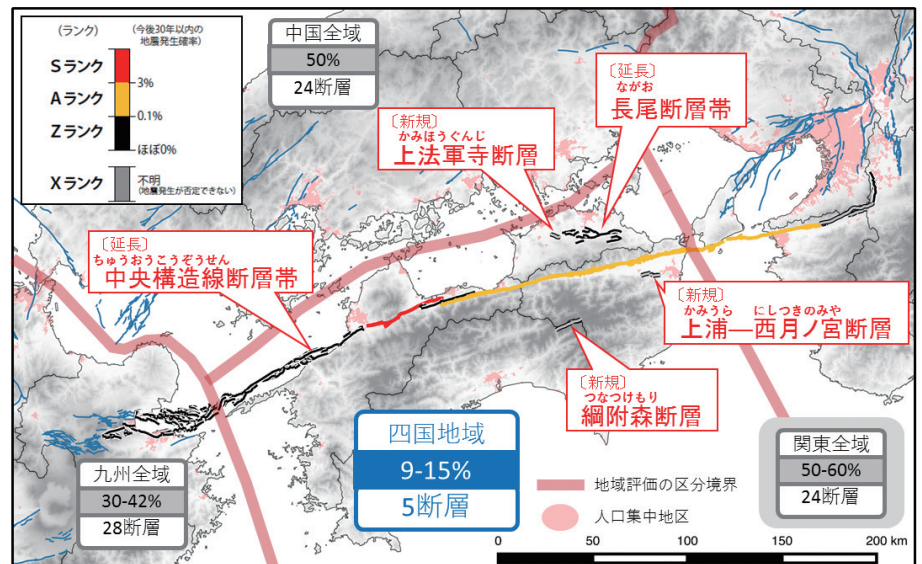 (ランク)
(今後30年以内の
地震発生確率)
Sランク
3%
Aランク
0.1%
Zランク
ほぼ0%
Xランク
不明
(地震発生が否定できない)
中国全域
50%
24断層
〔延長〕
ながお
長尾断層帯
〔新規〕
かみほうぐんじ
上法軍寺断層
〔延長〕
ちゅうおうこうぞうせん
中央構造線断層帯
〔新規〕
かみうら にしつきのみや
上浦―西月ノ宮断層
〔新規〕
つなつけもり
綱附森断層
四国地域
9-15%
5断層
九州全域
30-42%
28断層
関東全域
50-60%
24断層
地域評価の区分境界
人口集中地区
0 50 100 150 200 km